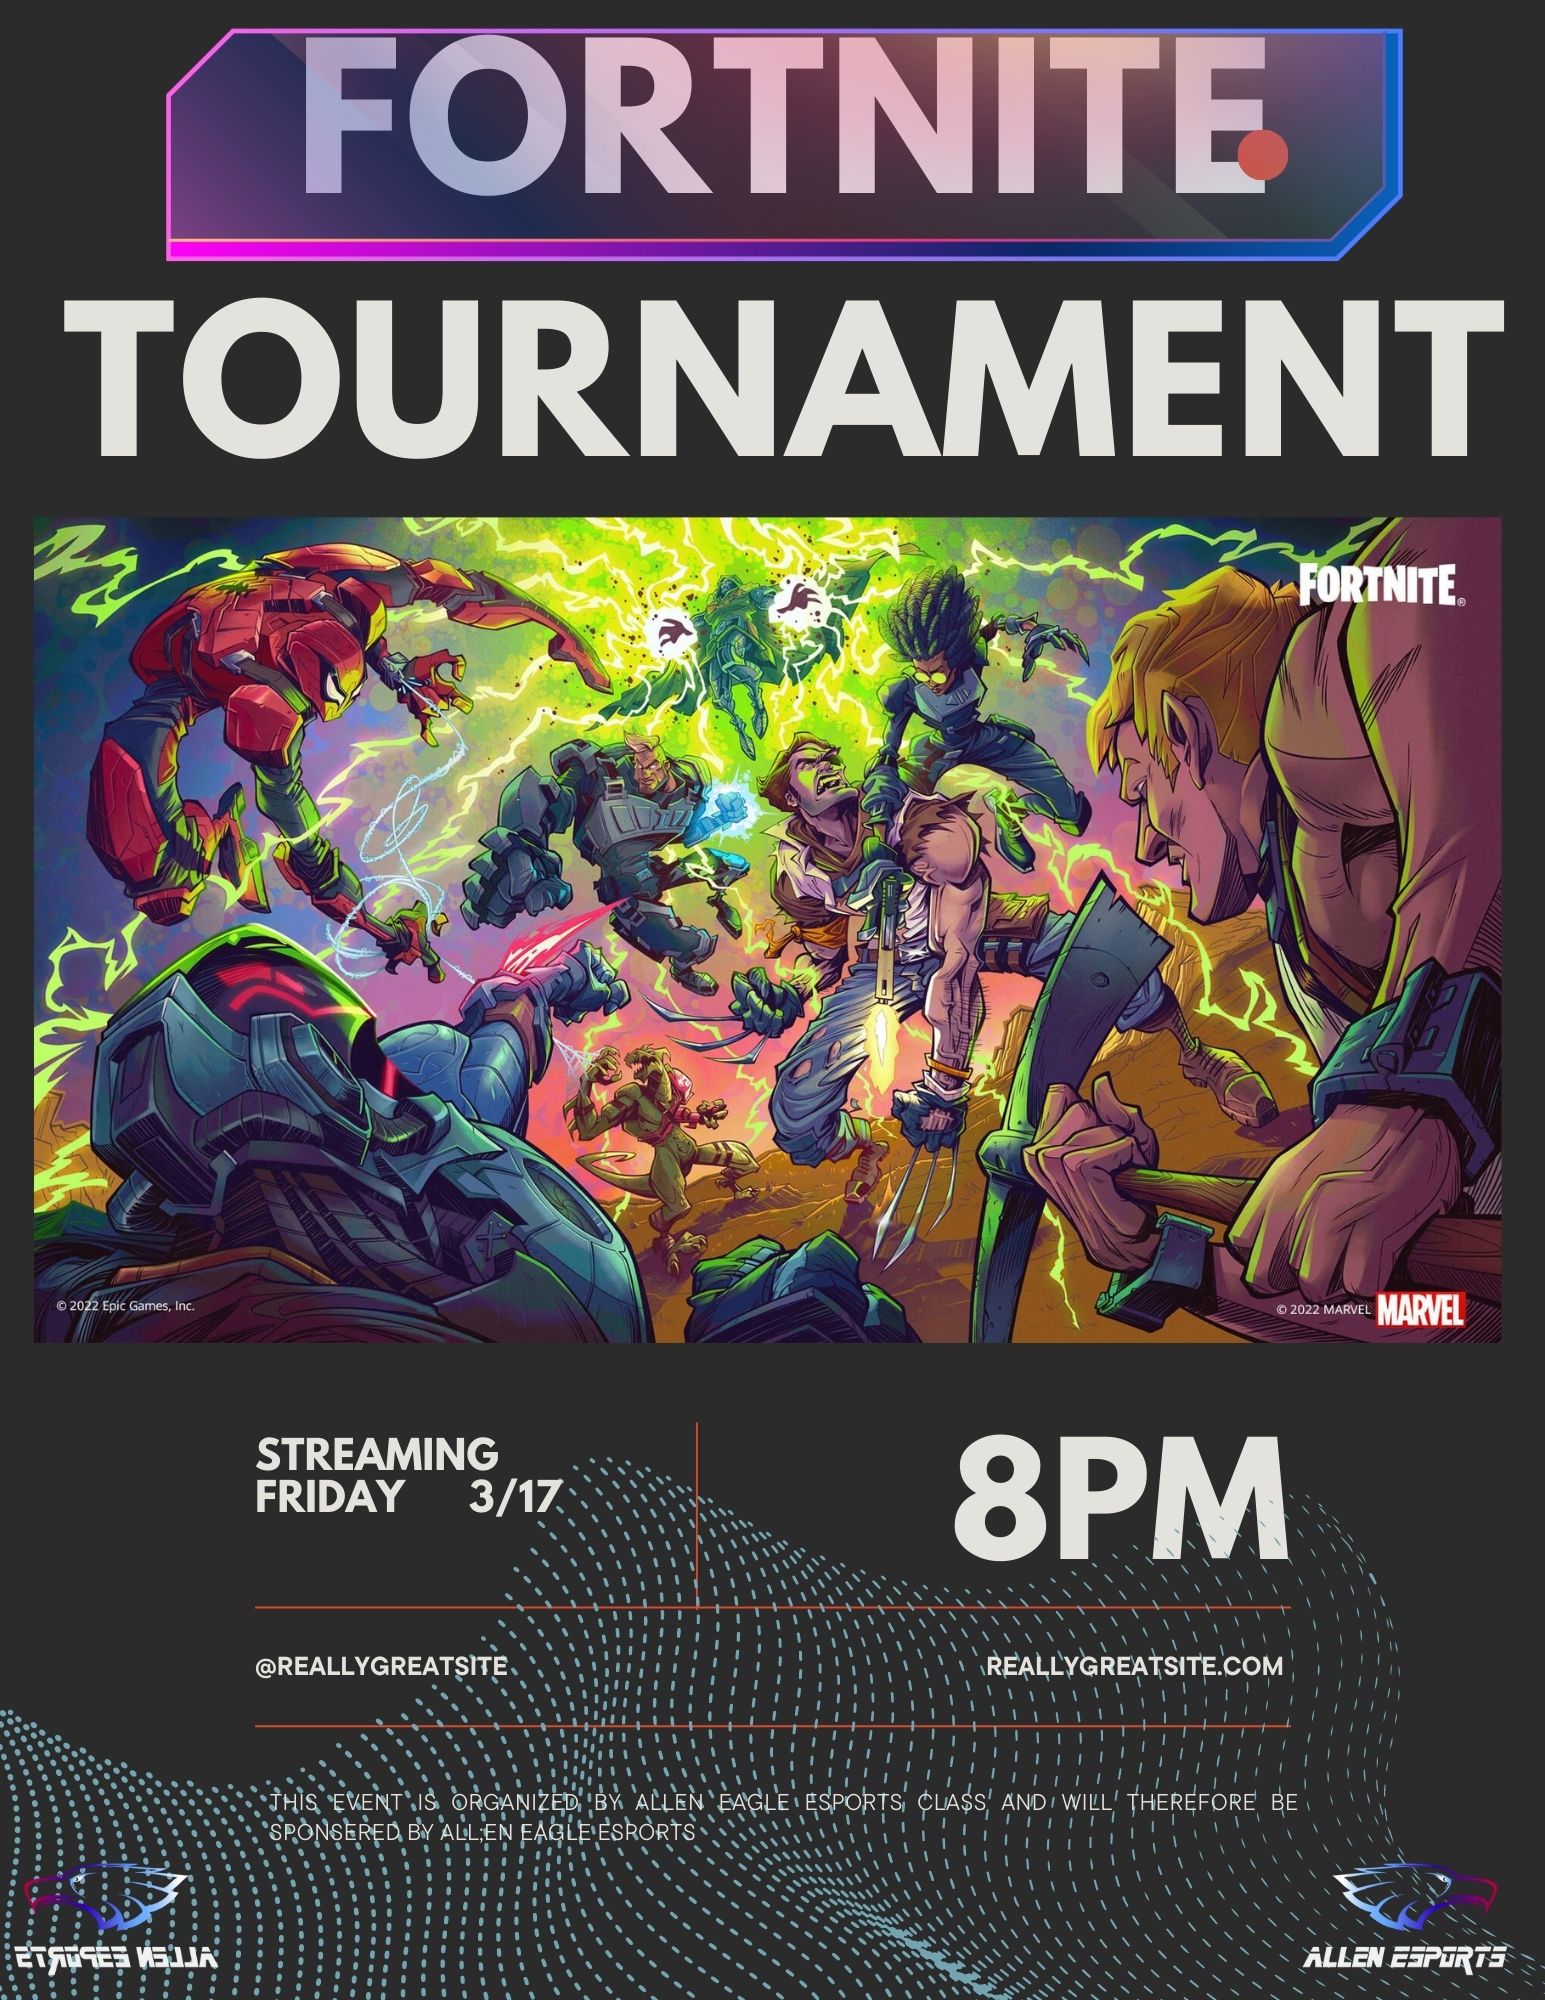 FORTNITE
TOURNAMENT
FORTNITE®
© 2022 Epic Games, Inc.
© 2022 MARVEL MARVEL
STREAMING
FRIDAY 3/17
8PM
@REALLYGREATSITE
REALLYGREATSITE.COM
THIS EVENT IS ORGANIZED BY ALLEN EAGLE ESPORTS CLASS AND WILL THEREFORE BE
SPONSERED BY ALL;EN EAGLE ESPORTS
ALLEN ESPORTS
ALLEN ESPORTS